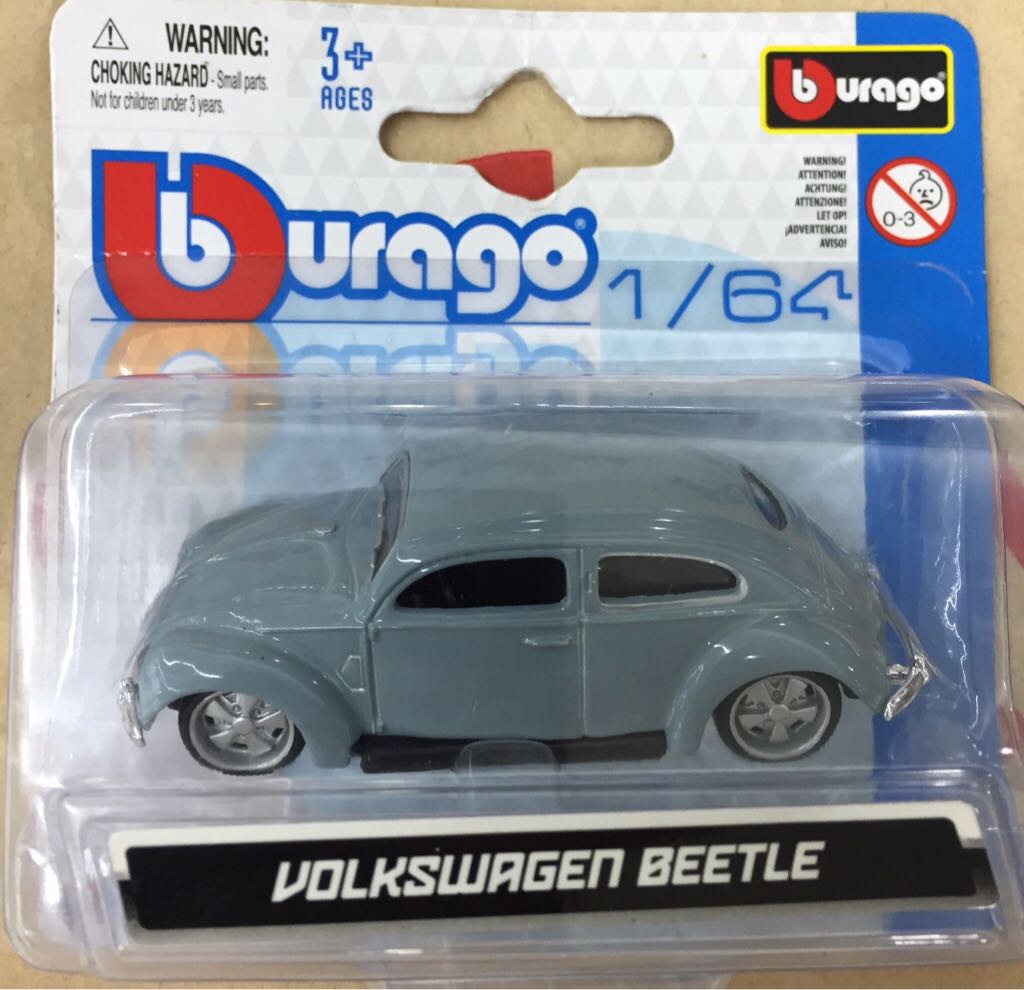 WARNING:
CHOKING HAZARD - Small parts.
Not for children under 3 years.
3+
AGES
burago®
WARNING!
ATTENTION!
ACHTUNG!
ATTENZIONE!
LET OP!
¡ADVERTENCIA!
AVISO!
0-3
burago®
1/64
VOLKSWAGEN BEETLE